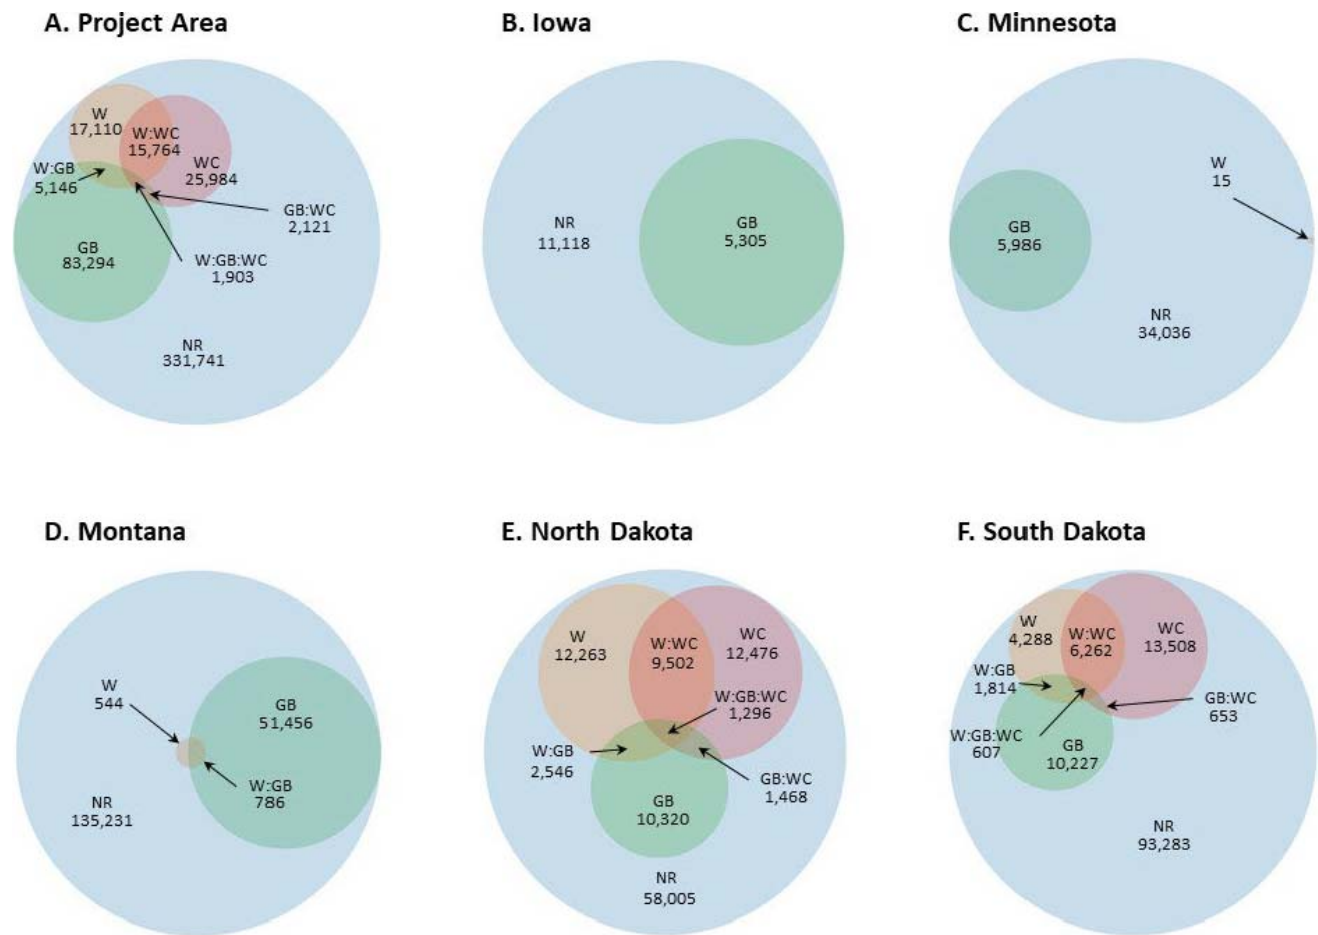 A. Project Area
W
17,110
W:WC
15,764
WC
25,984
W:GB
5,146
GB:WC
2,121
GB
83,294
W:GB:WC
1,903
NR
331,741
B. Iowa
NR
11,118
GB
5,305
C. Minnesota
W
15
GB
5,986
NR
34,036
D. Montana
W
544
GB
51,456
W:GB
786
NR
135,231
E. North Dakota
W
12,263
W:WC
9,502
WC
12,476
W:GB:WC
1,296
W:GB
2,546
GB:WC
1,468
GB
10,320
NR
58,005
F. South Dakota
W
4,288
W:WC
6,262
WC
13,508
W:GB
1,814
GB:WC
653
W:GB:WC
607
GB
10,227
NR
93,283